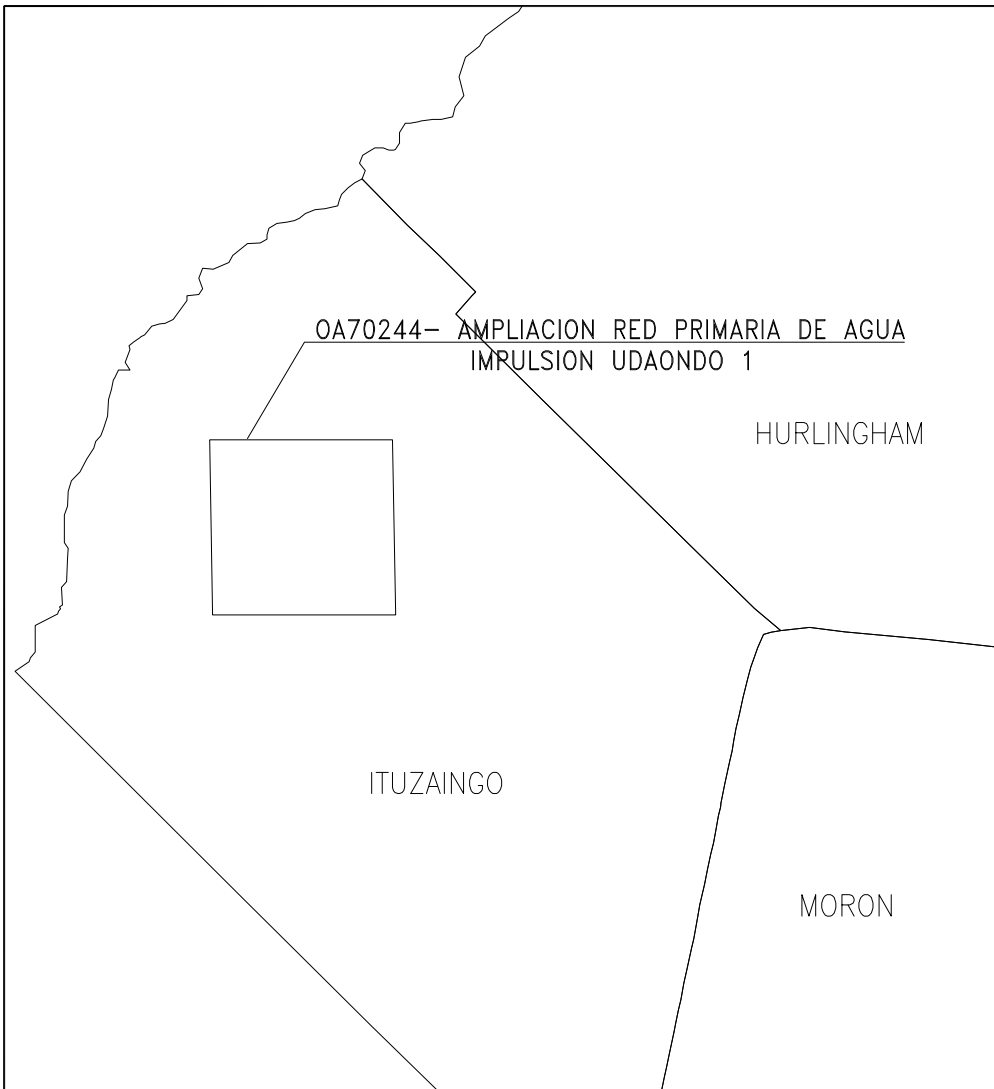 OA70244- AMPLIACION RED PRIMARIA DE AGUA
IMPULSION UDAONDO 1
HURLINGHAM
ITUZAINGO
MORON